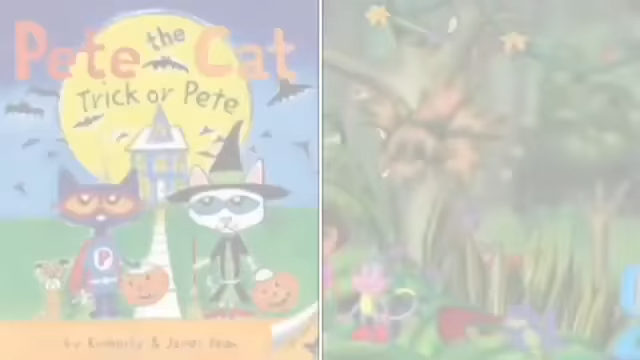 Pete the Cat
Trick or Pete
P
by Kimberly & James Dean